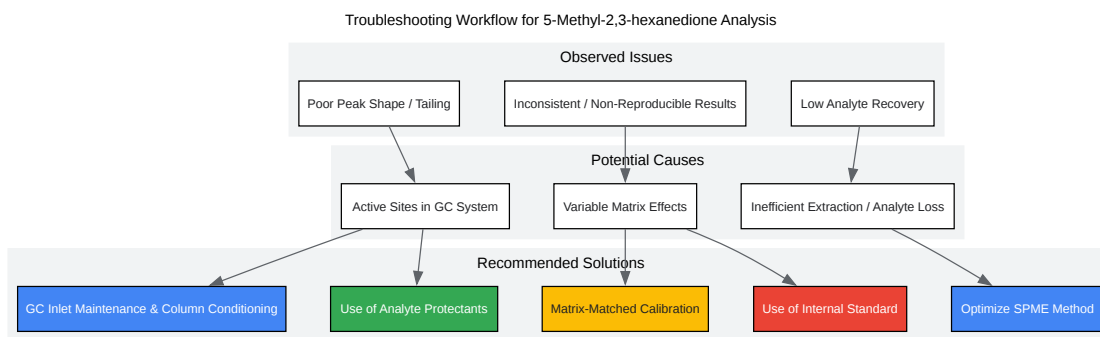 Troubleshooting Workflow for 5-Methyl-2,3-hexanedione Analysis
Observed Issues
Poor Peak Shape / Tailing
Inconsistent / Non-Reproducible Results
Low Analyte Recovery
Potential Causes
Active Sites in GC System
Variable Matrix Effects
Inefficient Extraction / Analyte Loss
Recommended Solutions
GC Inlet Maintenance & Column Conditioning
Use of Analyte Protectants
Matrix-Matched Calibration
Use of Internal Standard
Optimize SPME Method